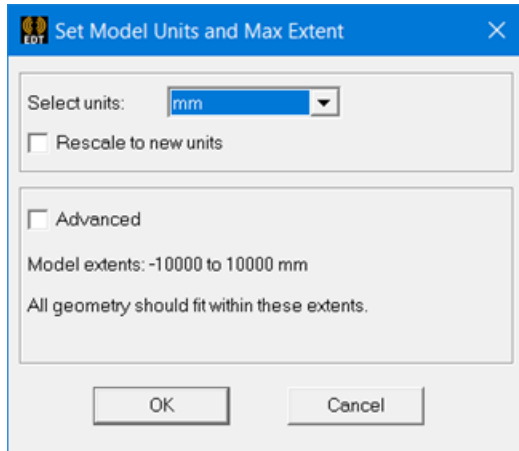 EDT
Set Model Units and Max Extent
Select units: mm
Rescale to new units
Advanced
Model extents: -10000 to 10000 mm
All geometry should fit within these extents.
OK Cancel